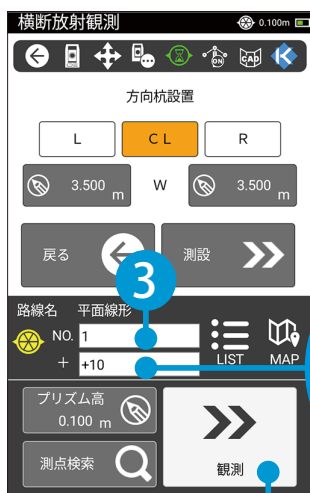 横断放射観測 0.100m
ON CAD
方向杭設置
L CL R
3.500 m W 3.500 m
戻る 測設
3
路線名 平面線形
NO. 1
+ +10 LIST MAP
プリズム高
0.100 m
測点検索 観測